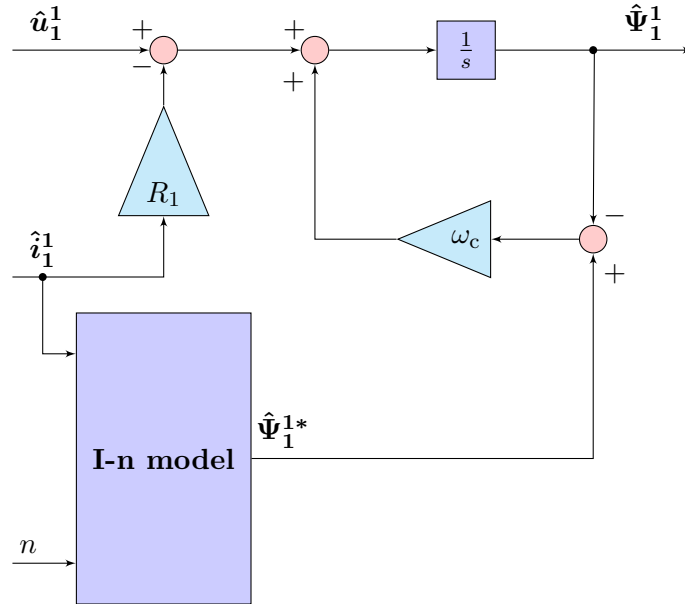 û₁¹
+
−
+
+
1/s
Ψ̂₁¹
R₁
−
ω_c
+
î₁¹
Ψ̂₁¹*
I-n model
n